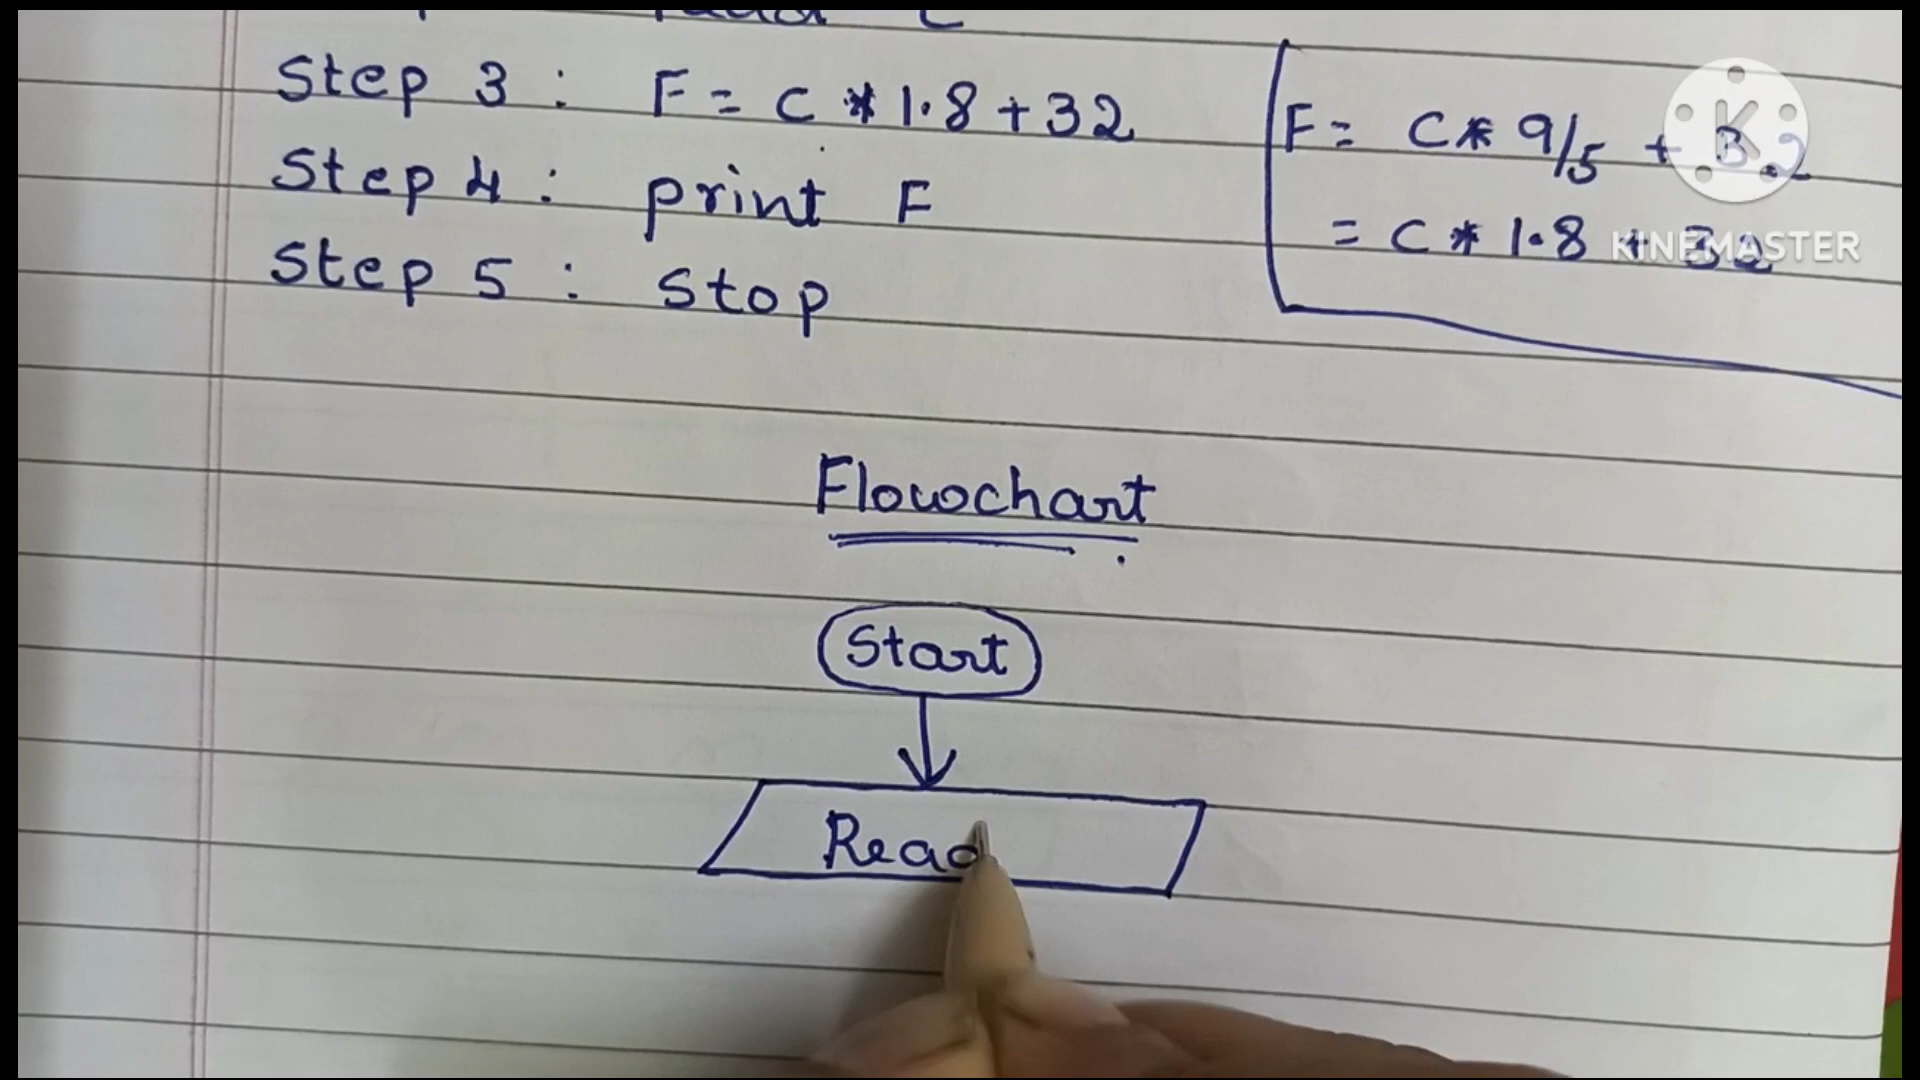 read C
Step 3 : F = C * 1.8 + 32
Step 4 : print F
Step 5 : Stop
F = C * 9/5 + 32
= C * 1.8 + 32
K
KINEMASTER
Flowchart
Start
Read